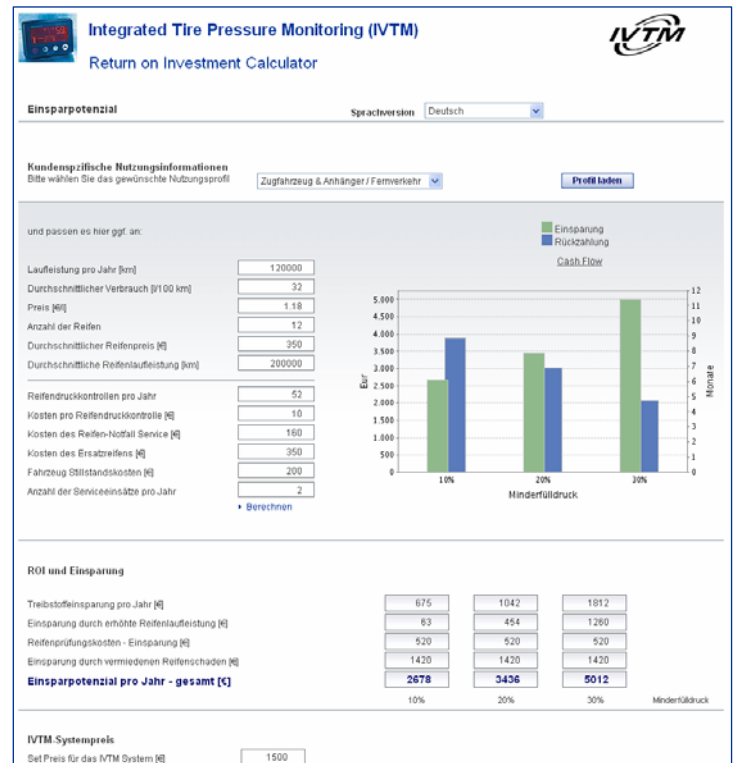 Integrated Tire Pressure Monitoring (IVTM)
IVTM
Return on Investment Calculator
Einsparpotenzial
Sprachversion Deutsch
Kundenspzifische Nutzungsinformationen
Bitte wählen Sie das gewünschte Nutzungsprofil Zugfahrzeug & Anhänger / Fernverkehr Profil laden
und passen es hier ggf. an:
Laufleistung pro Jahr [km] 120000
Durchschnittlicher Verbrauch [l/100 km] 32
Preis [€/l] 1.18
Anzahl der Reifen 12
Durchschnittlicher Reifenpreis [€] 350
Durchschnittliche Reifenlaufleistung [km] 200000
Reifendruckkontrollen pro Jahr 52
Kosten pro Reifendruckkontrolle [€] 10
Kosten des Reifen-Notfall Service [€] 160
Kosten des Ersatzreifens [€] 350
Fahrzeug Stillstandskosten [€] 200
Anzahl der Serviceeinsätze pro Jahr 2
Berechnen
Einsparung
Rückzahlung
Cash Flow
5.000
4.500
4.000
3.500
3.000
2.500
2.000
1.500
1.000
500
0
Eur
12
11
10
9
8
7
6
5
4
3
2
1
0
Monate
10% 20% 30%
Minderfülldruck
ROI und Einsparung
Treibstoffeinsparung pro Jahr [€] 675 1042 1812
Einsparung durch erhöhte Reifenlaufleistung [€] 63 454 1260
Reifenprüfungskosten - Einsparung [€] 520 520 520
Einsparung durch vermiedenen Reifenschaden [€] 1420 1420 1420
Einsparpotenzial pro Jahr - gesamt [€] 2678 3436 5012
10% 20% 30% Minderfülldruck
IVTM-Systempreis
Set Preis für das IVTM System [€] 1500